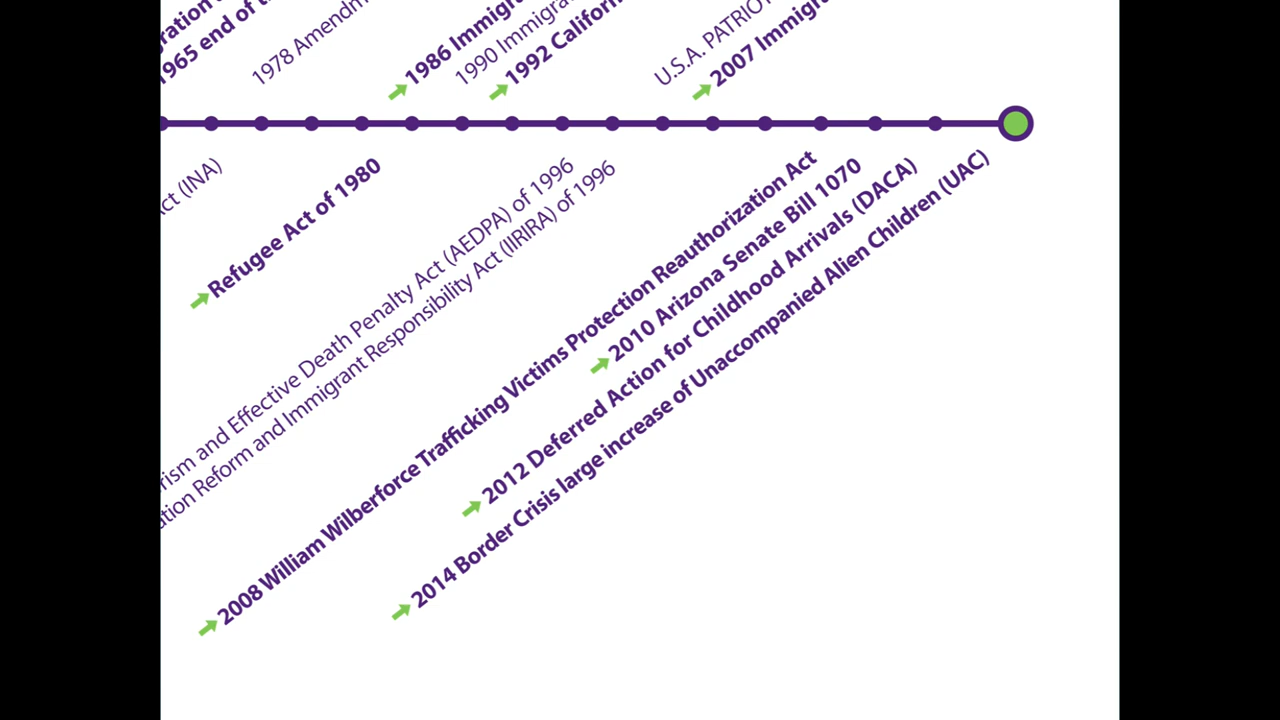 1965 end of
1978 Amendm
1986 Immigr
1990 Immigra
1992 Californ
U.S.A. PATRIOT
2007 Immigr
Act (INA)
Refugee Act of 1980
rism and Effective Death Penalty Act (AEDPA) of 1996
ation Reform and Immigrant Responsibility Act (IIRIRA) of 1996
2008 William Wilberforce Trafficking Victims Protection Reauthorization Act
2010 Arizona Senate Bill 1070
2012 Deferred Action for Childhood Arrivals (DACA)
2014 Border Crisis large increase of Unaccompanied Alien Children (UAC)